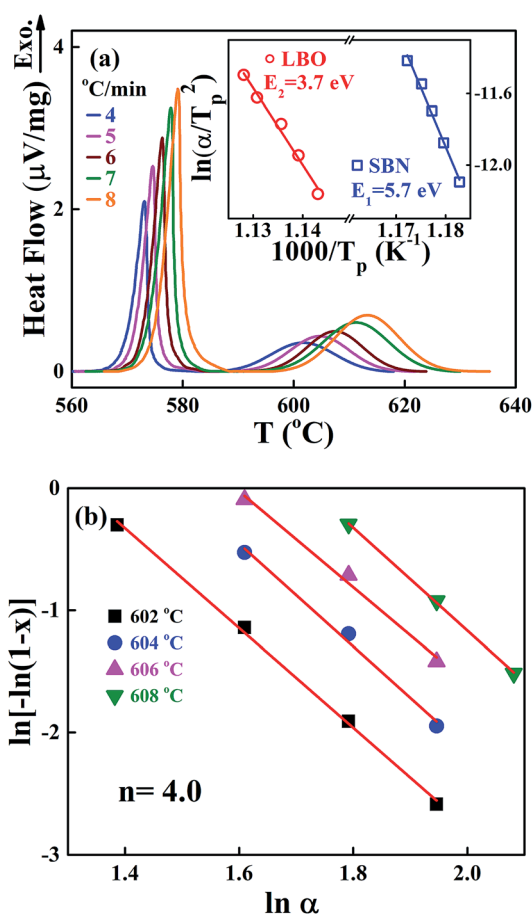 (a)
Exo.
°C/min
4
5
6
7
8
Heat Flow (μV/mg)
4
2
0
560
580
600
620
640
T (°C)
LBO
E₂=3.7 eV
SBN
E₁=5.7 eV
ln(α/Tₚ²)
-11.6
-12.0
1.13
1.14
1.17
1.18
1000/Tₚ (K⁻¹)
(b)
602 °C
604 °C
606 °C
608 °C
n= 4.0
ln[-ln(1-x)]
0
-1
-2
-3
1.4
1.6
1.8
2.0
ln α